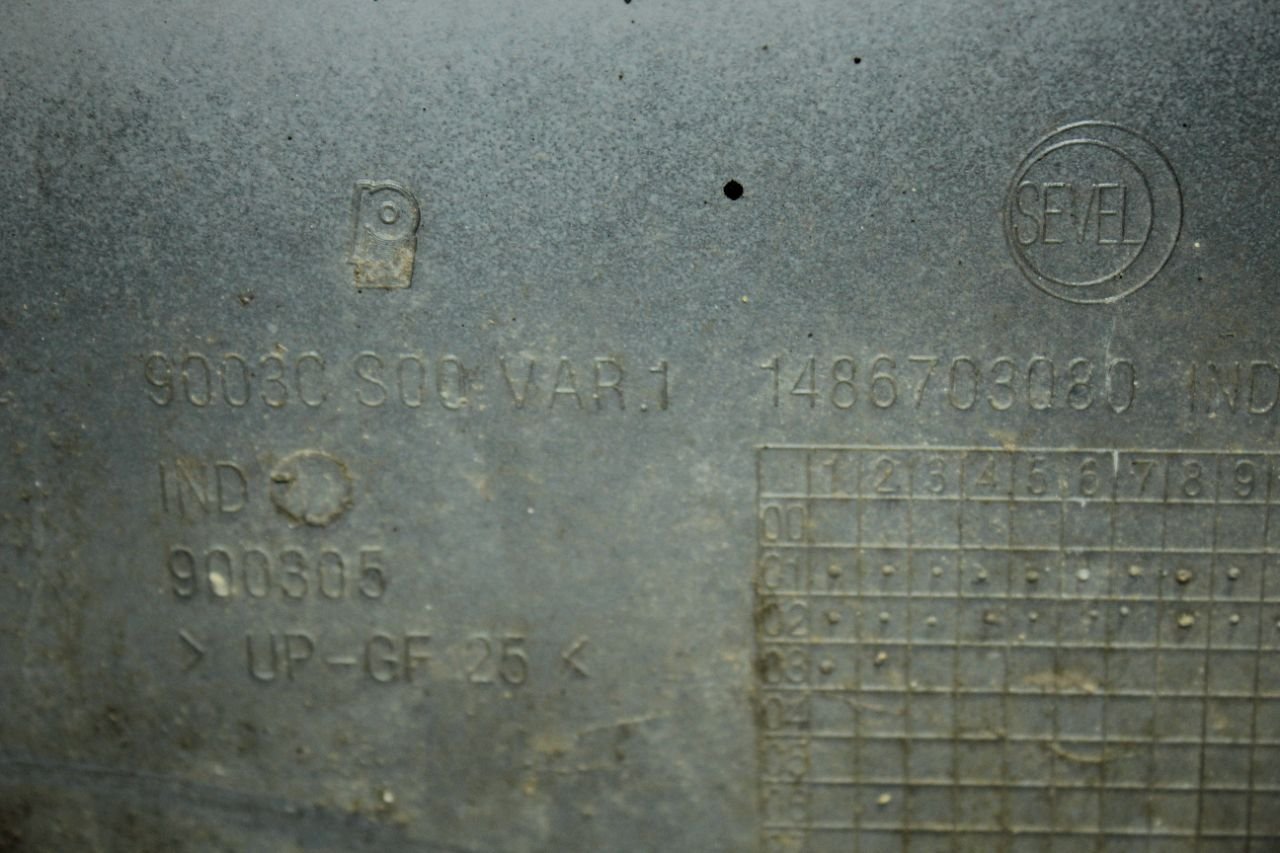 SEVEL
9003C S00 VAR.1 1486703080 IND
IND
900305
> UP-GF 25 <
1 2 3 4 5 6 7 8 9
00
01
02
03